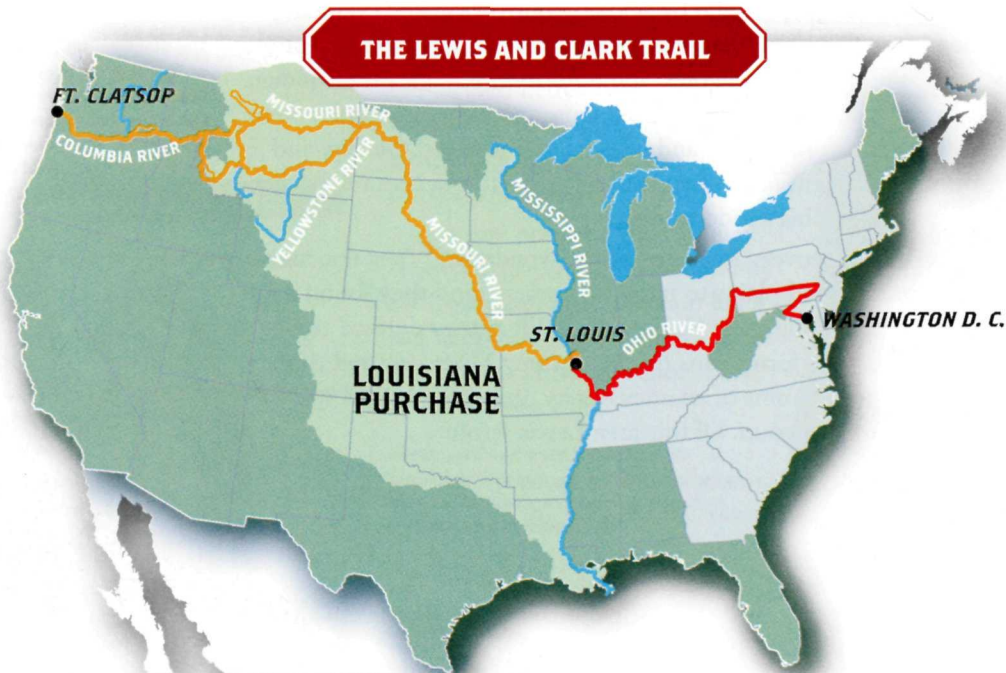 THE LEWIS AND CLARK TRAIL
FT. CLATSOP
MISSOURI RIVER
COLUMBIA RIVER
YELLOWSTONE RIVER
MISSISSIPPI RIVER
MISSOURI RIVER
ST. LOUIS
OHIO RIVER
WASHINGTON D. C.
LOUISIANA
PURCHASE